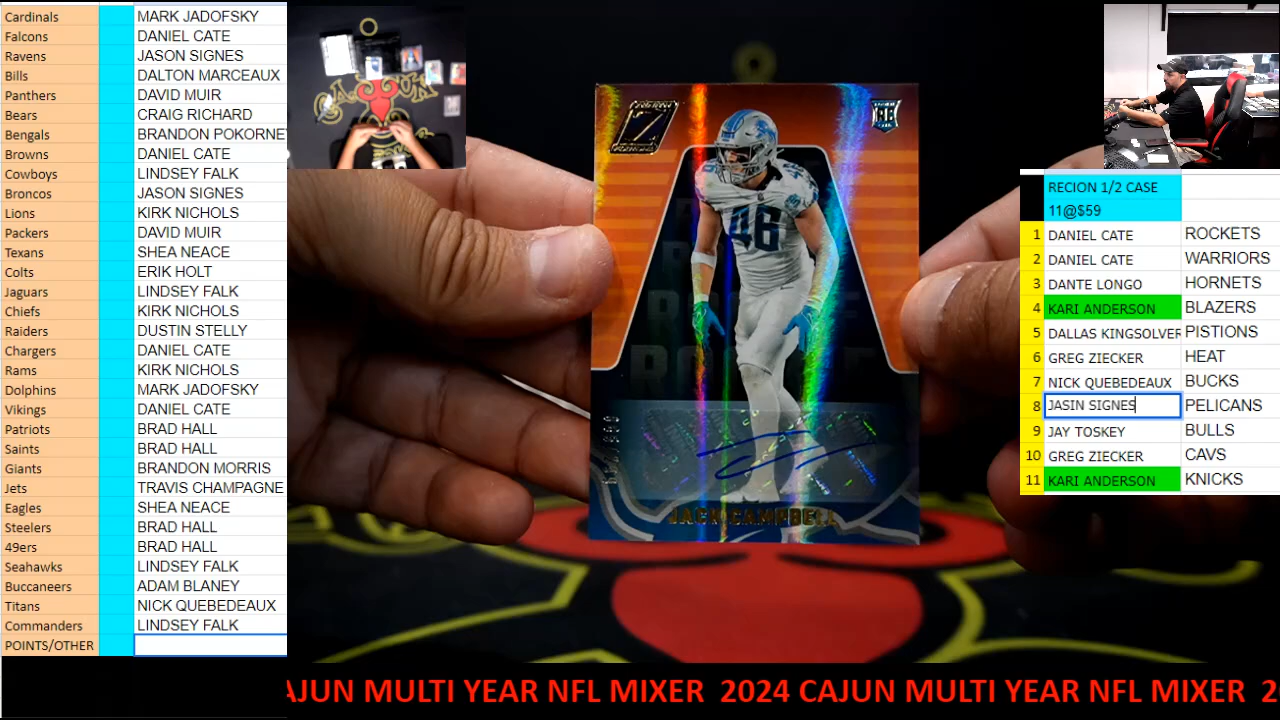 Cardinals MARK JADOFSKY
Falcons DANIEL CATE
Ravens JASON SIGNES
Bills DALTON MARCEAUX
Panthers DAVID MUIR
Bears CRAIG RICHARD
Bengals BRANDON POKORNEY
Browns DANIEL CATE
Cowboys LINDSEY FALK
Broncos JASON SIGNES
Lions KIRK NICHOLS
Packers DAVID MUIR
Texans SHEA NEACE
Colts ERIK HOLT
Jaguars LINDSEY FALK
Chiefs KIRK NICHOLS
Raiders DUSTIN STELLY
Chargers DANIEL CATE
Rams KIRK NICHOLS
Dolphins MARK JADOFSKY
Vikings DANIEL CATE
Patriots BRAD HALL
Saints BRAD HALL
Giants BRANDON MORRIS
Jets TRAVIS CHAMPAGNE
Eagles SHEA NEACE
Steelers BRAD HALL
49ers BRAD HALL
Seahawks LINDSEY FALK
Buccaneers ADAM BLANEY
Titans NICK QUEBEDEAUX
Commanders LINDSEY FALK
POINTS/OTHER
Z
46
46
JACK CAMPBELL
RECION 1/2 CASE
11@$59
1 DANIEL CATE ROCKETS
2 DANIEL CATE WARRIORS
3 DANTE LONGO HORNETS
4 KARI ANDERSON BLAZERS
5 DALLAS KINGSOLVER PISTIONS
6 GREG ZIECKER HEAT
7 NICK QUEBEDEAUX BUCKS
8 JASIN SIGNES PELICANS
9 JAY TOSKEY BULLS
10 GREG ZIECKER CAVS
11 KARI ANDERSON KNICKS
AJUN MULTI YEAR NFL MIXER 2024 CAJUN MULTI YEAR NFL MIXER 2